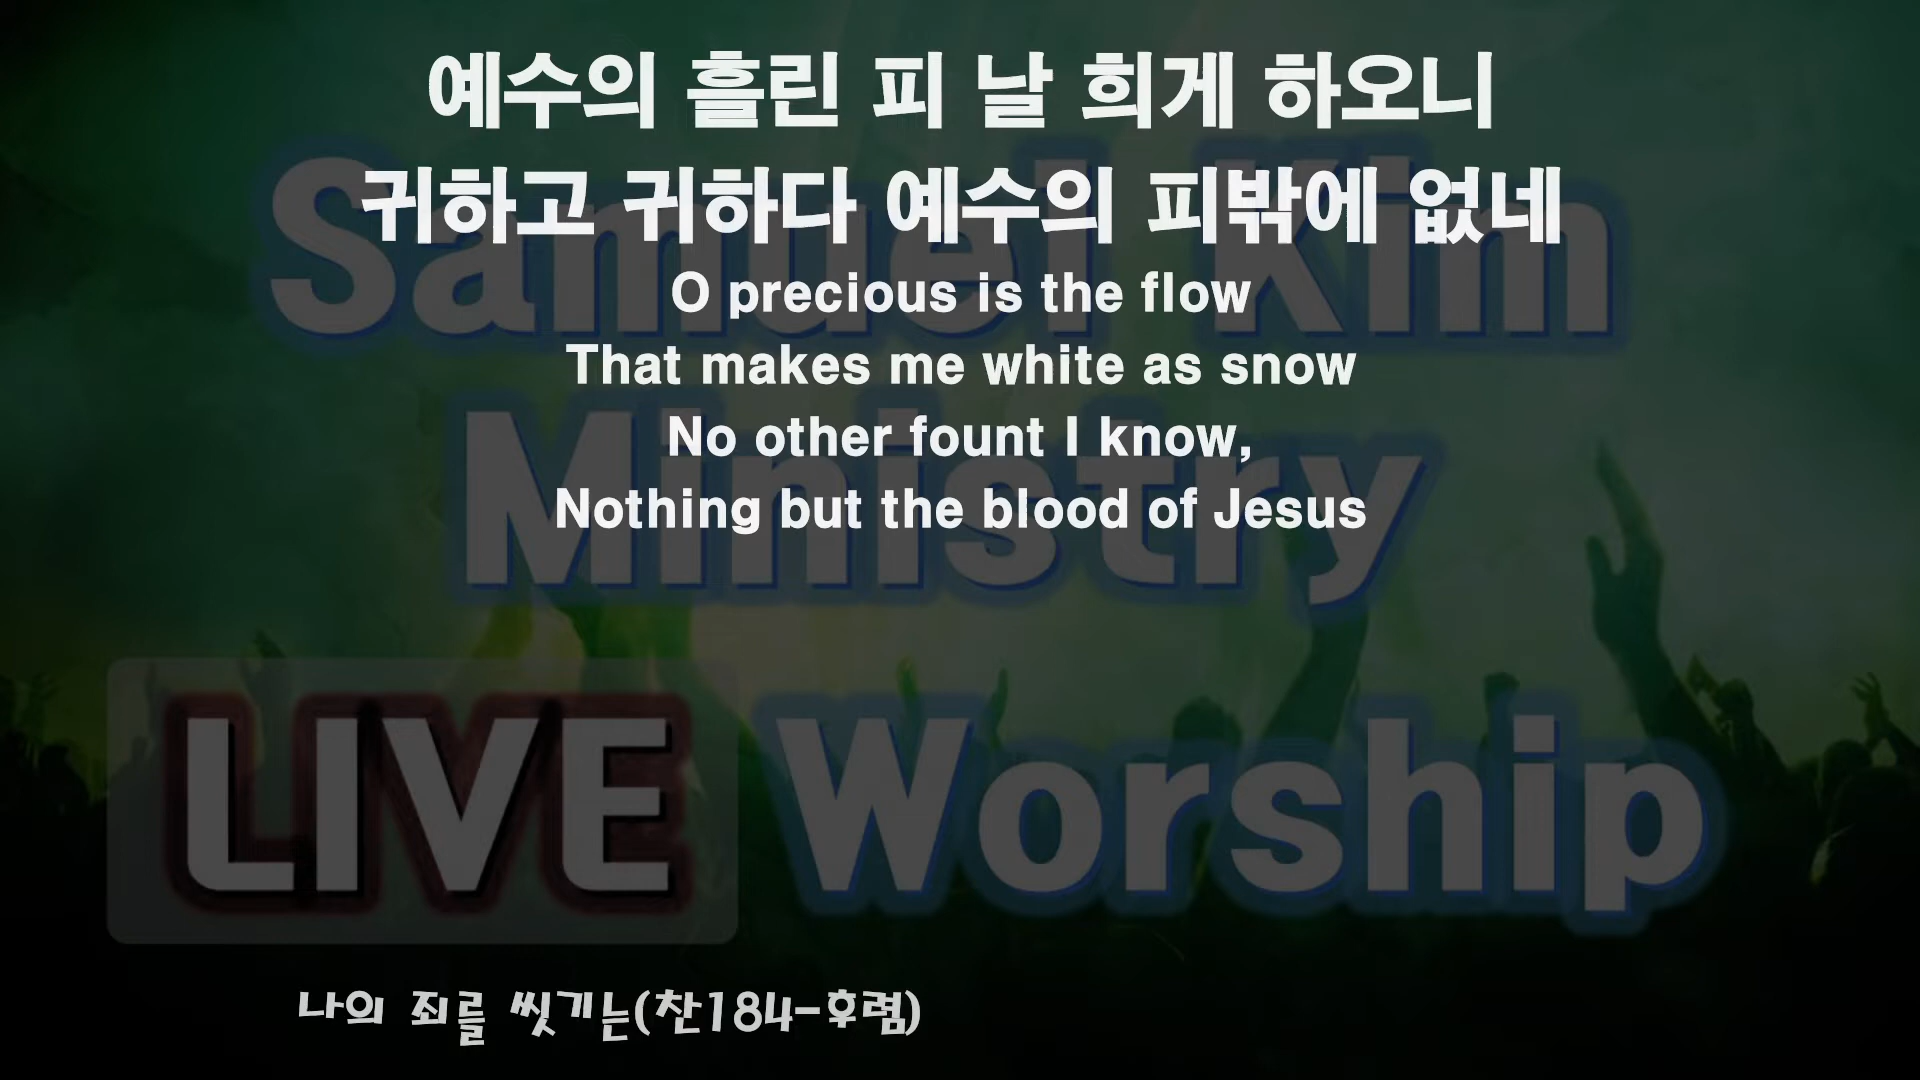 예수의 흘린 피 날 희게 하오니
귀하고 귀하다 예수의 피밖에 없네
O precious is the flow
That makes me white as snow
No other fount I know,
Nothing but the blood of Jesus
Samuel Kim
Ministry
LIVE Worship
나의 죄를 씻기는(찬184-후렴)